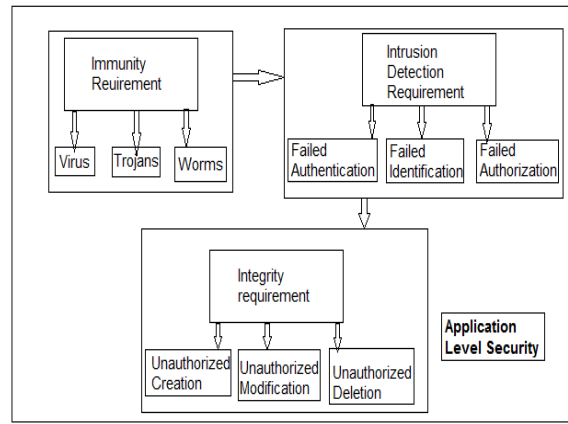 Immunity
Reuirement
Virus
Trojans
Worms
Intrusion
Detection
Requirement
Failed
Authentication
Failed
Identification
Failed
Authorization
Integrity
requirement
Unauthorized
Creation
Unauthorized
Modification
Unauthorized
Deletion
Application
Level Security